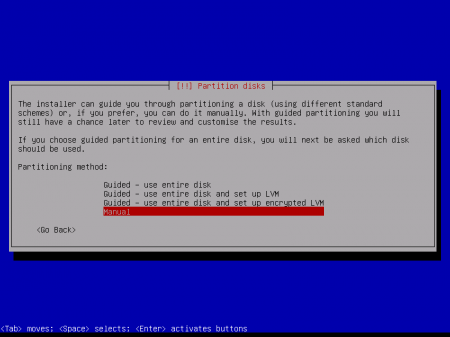 [!!] Partition disks
The installer can guide you through partitioning a disk (using different standard
schemes) or, if you prefer, you can do it manually. With guided partitioning you will
still have a chance later to review and customise the results.
If you choose guided partitioning for an entire disk, you will next be asked which disk
should be used.
Partitioning method:
Guided - use entire disk
Guided - use entire disk and set up LVM
Guided - use entire disk and set up encrypted LVM
Manual
<Go Back>
<Tab> moves; <Space> selects; <Enter> activates buttons